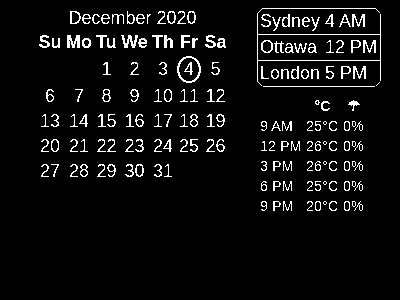 December 2020
Su Mo Tu We Th Fr Sa
1 2 3 4 5
6 7 8 9 10 11 12
13 14 15 16 17 18 19
20 21 22 23 24 25 26
27 28 29 30 31
Sydney 4 AM
Ottawa 12 PM
London 5 PM
°C ☂
9 AM 25°C 0%
12 PM 26°C 0%
3 PM 26°C 0%
6 PM 25°C 0%
9 PM 20°C 0%